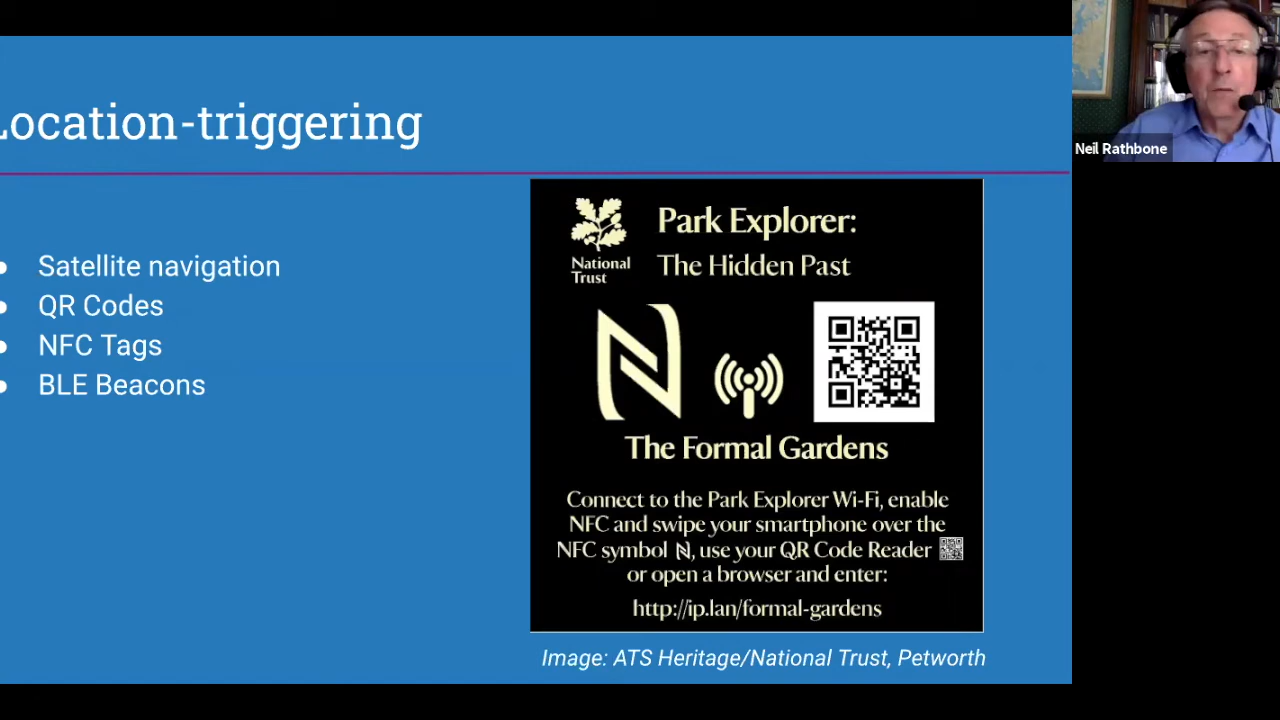 Location-triggering
Neil Rathbone
Satellite navigation
QR Codes
NFC Tags
BLE Beacons
National
Trust
Park Explorer:
The Hidden Past
The Formal Gardens
Connect to the Park Explorer Wi-Fi, enable
NFC and swipe your smartphone over the
NFC symbol N, use your QR Code Reader
or open a browser and enter:
http://ip.lan/formal-gardens
Image: ATS Heritage/National Trust, Petworth